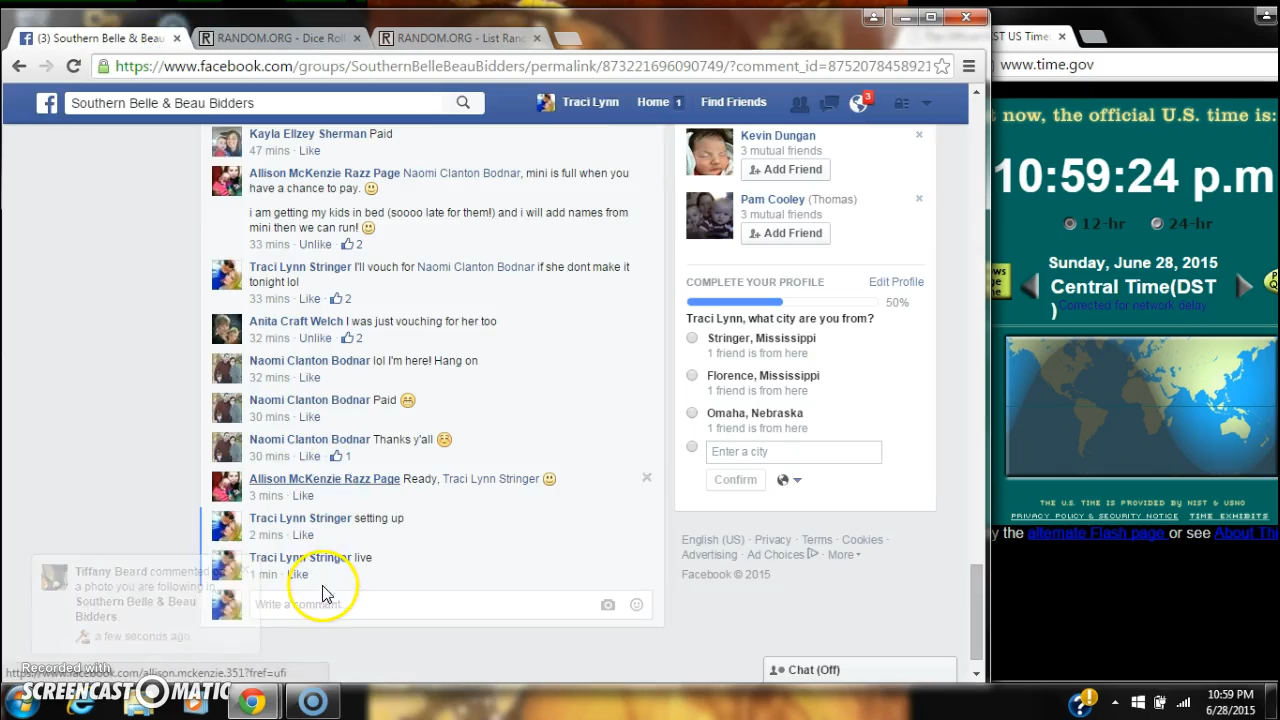 (3) Southern Belle & Beau
RANDOM.ORG - Dice Roll
RANDOM.ORG - List Ran
https://www.facebook.com/groups/SouthernBelleBeauBidders/permalink/873221696090749/?comment_id=8752078458921
Southern Belle & Beau Bidders
Traci Lynn
Home 1
Find Friends
3
Kayla Ellzey Sherman Paid
47 mins · Like
Allison McKenzie Razz Page Naomi Clanton Bodnar, mini is full when you
have a chance to pay.
i am getting my kids in bed (soooo late for them!) and i will add names from
mini then we can run!
33 mins · Unlike · 2
Traci Lynn Stringer I'll vouch for Naomi Clanton Bodnar if she dont make it
tonight lol
33 mins · Like · 2
Anita Craft Welch I was just vouching for her too
32 mins · Unlike · 2
Naomi Clanton Bodnar lol I'm here! Hang on
32 mins · Like
Naomi Clanton Bodnar Paid
30 mins · Like
Naomi Clanton Bodnar Thanks y'all
30 mins · Like · 1
Allison McKenzie Razz Page Ready, Traci Lynn Stringer
3 mins · Like
Traci Lynn Stringer setting up
2 mins · Like
Traci Lynn Stringer live
1 min · Like
Write a comment...
Tiffany Beard commented on
a photo you are following in
Southern Belle & Beau
Bidders.
a few seconds ago
https://www.facebook.com/allison.mckenzie.351?fref=ufi
Recorded with
SCREENCAST MATIC
Kevin Dungan
3 mutual friends
Add Friend
Pam Cooley (Thomas)
3 mutual friends
Add Friend
COMPLETE YOUR PROFILE
Edit Profile
50%
Traci Lynn, what city are you from?
Stringer, Mississippi
1 friend is from here
Florence, Mississippi
1 friend is from here
Omaha, Nebraska
1 friend is from here
Enter a city
Confirm
English (US) · Privacy · Terms · Cookies ·
Advertising · Ad Choices · More
Facebook © 2015
Chat (Off)
ST US Time:
www.time.gov
now, the official U.S. time is:
10:59:24 p.m
12-hr
24-hr
Sunday, June 28, 2015
Central Time(DST
)
Corrected for network delay
THE U.S. TIME IS PROVIDED BY NIST & USNO
PRIVACY POLICY & SECURITY NOTICE
TIME EXHIBITS
the alternate Flash page or see About
10:59 PM
6/28/2015